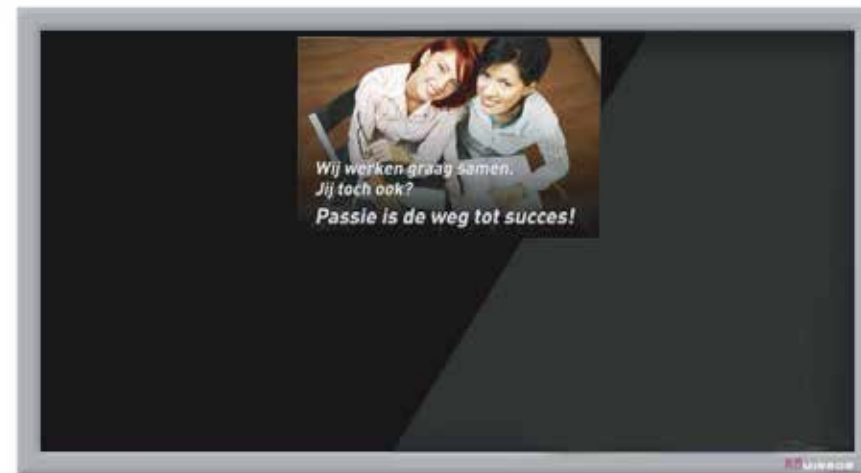 Wij werken graag samen.
Jij toch ook?
Passie is de weg tot succes!